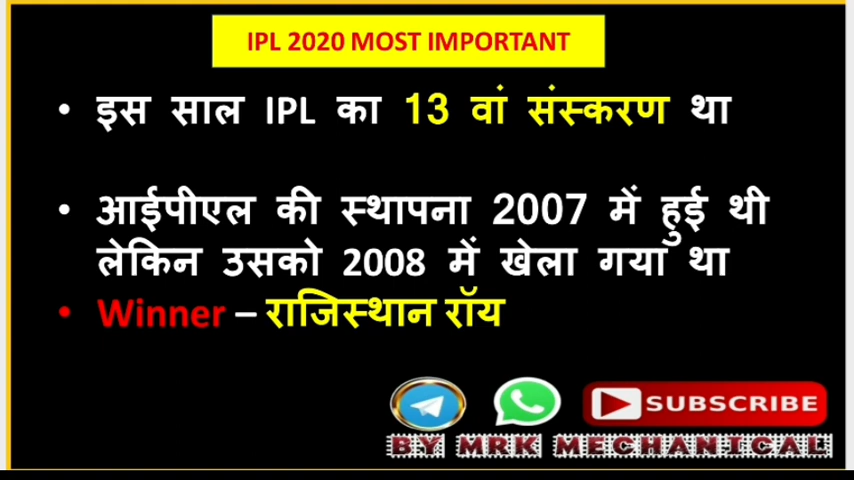 IPL 2020 MOST IMPORTANT
• इस साल IPL का 13 वां संस्करण था
• आईपीएल की स्थापना 2007 में हुई थी
लेकिन उसको 2008 में खेला गया था
• Winner – राजिस्थान रॉय
SUBSCRIBE
BY MRK MECHANICAL